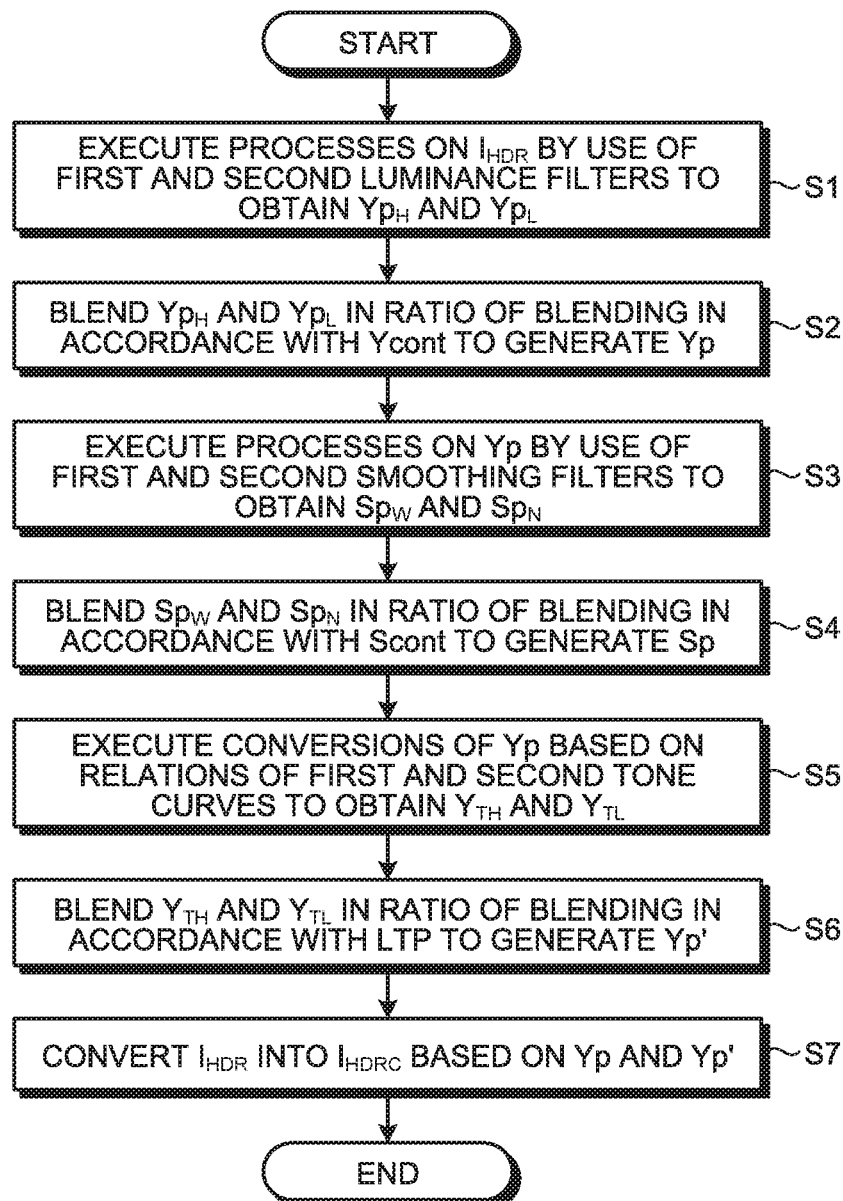 START
EXECUTE PROCESSES ON I_HDR BY USE OF
FIRST AND SECOND LUMINANCE FILTERS TO
OBTAIN Yp_H AND Yp_L
S1
BLEND Yp_H AND Yp_L IN RATIO OF BLENDING IN
ACCORDANCE WITH Ycont TO GENERATE Yp
S2
EXECUTE PROCESSES ON Yp BY USE OF
FIRST AND SECOND SMOOTHING FILTERS TO
OBTAIN Sp_W AND Sp_N
S3
BLEND Sp_W AND Sp_N IN RATIO OF BLENDING IN
ACCORDANCE WITH Scont TO GENERATE Sp
S4
EXECUTE CONVERSIONS OF Yp BASED ON
RELATIONS OF FIRST AND SECOND TONE
CURVES TO OBTAIN Y_TH AND Y_TL
S5
BLEND Y_TH AND Y_TL IN RATIO OF BLENDING IN
ACCORDANCE WITH LTP TO GENERATE Yp'
S6
CONVERT I_HDR INTO I_HDRC BASED ON Yp AND Yp'
S7
END